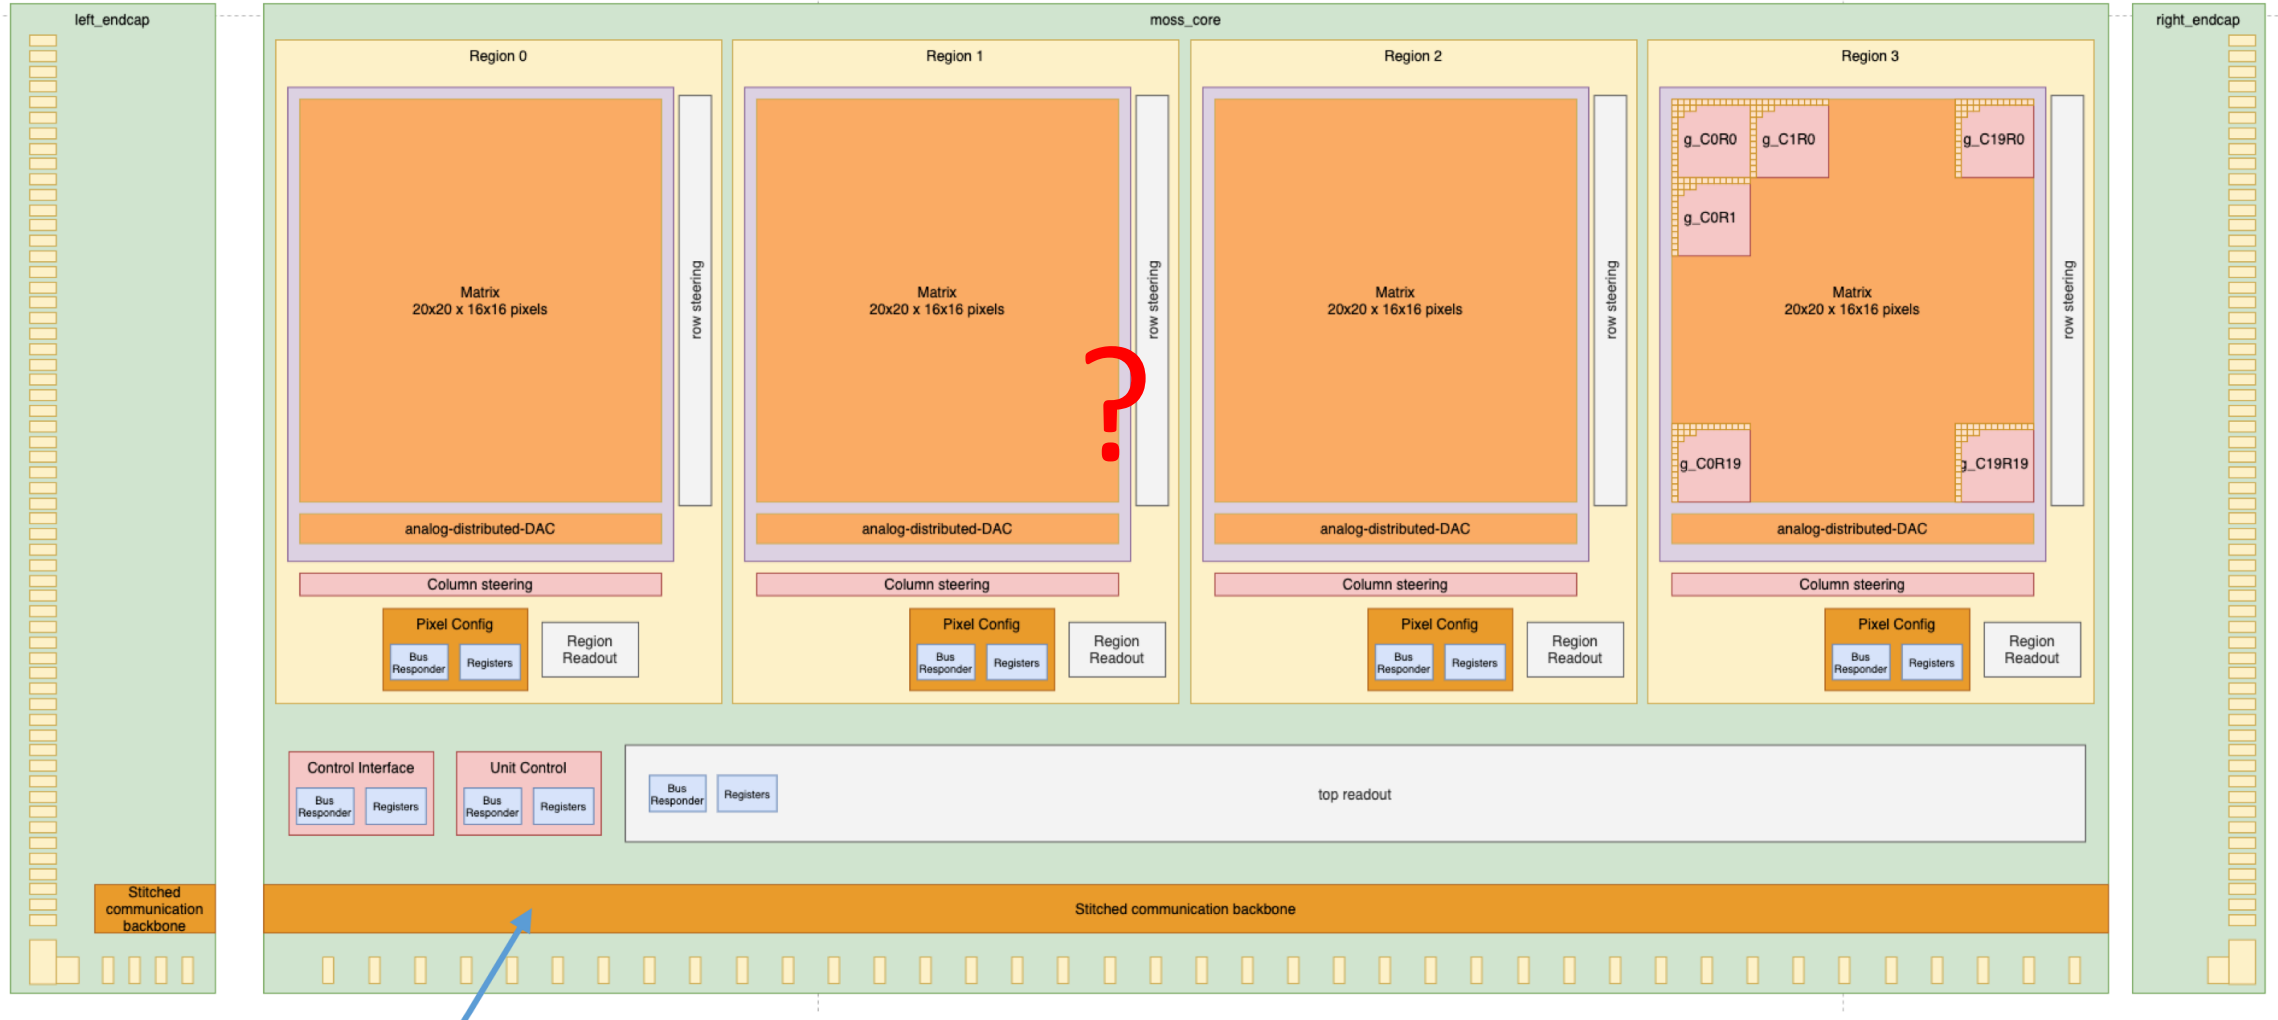 left_endcap
moss_core
right_endcap
Region 0
Region 1
Region 2
Region 3
Matrix
20x20 x 16x16 pixels
row steering
analog-distributed-DAC
Column steering
Pixel Config
Bus
Responder
Registers
Region
Readout
Matrix
20x20 x 16x16 pixels
?
row steering
analog-distributed-DAC
Column steering
Pixel Config
Bus
Responder
Registers
Region
Readout
Matrix
20x20 x 16x16 pixels
row steering
analog-distributed-DAC
Column steering
Pixel Config
Bus
Responder
Registers
Region
Readout
g_C0R0
g_C1R0
g_C19R0
g_C0R1
Matrix
20x20 x 16x16 pixels
g_C0R19
g_C19R19
row steering
analog-distributed-DAC
Column steering
Pixel Config
Bus
Responder
Registers
Region
Readout
Control Interface
Bus
Responder
Registers
Unit Control
Bus
Responder
Registers
Bus
Responder
Registers
top readout
Stitched
communication
backbone
Stitched communication backbone